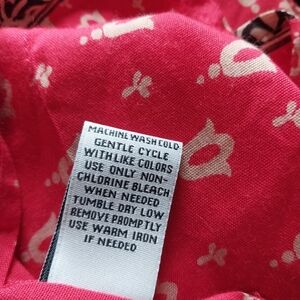 MACHINE WASH COLD
GENTLE CYCLE
WITH LIKE COLORS
USE ONLY NON-
CHLORINE BLEACH
WHEN NEEDED
TUMBLE DRY LOW
REMOVE PROMPTLY
USE WARM IRON
IF NEEDED